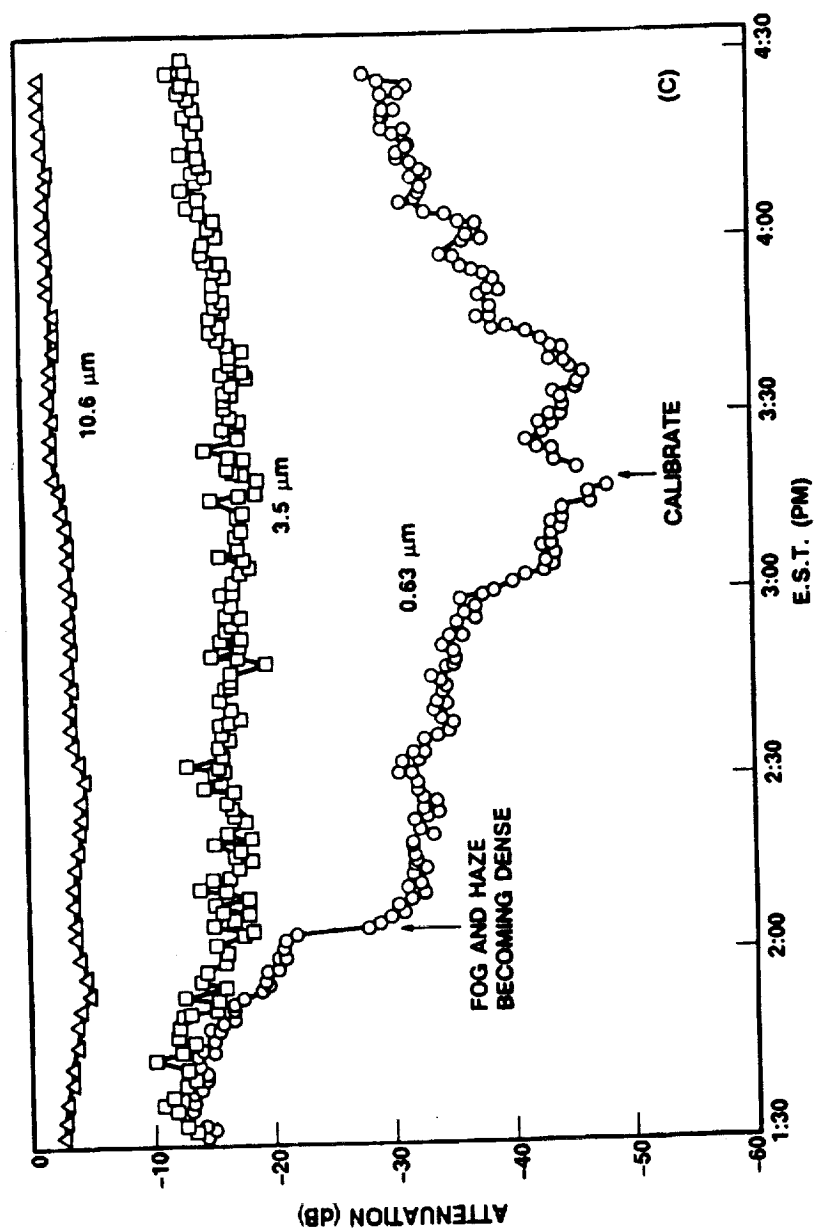 ATTENUATION (dB)
0
-10
-20
-30
-40
-50
-60
10.6 μm
3.5 μm
0.63 μm
FOG AND HAZE
BECOMING DENSE
CALIBRATE
(C)
1:30
2:00
2:30
3:00
3:30
4:00
4:30
E.S.T. (PM)